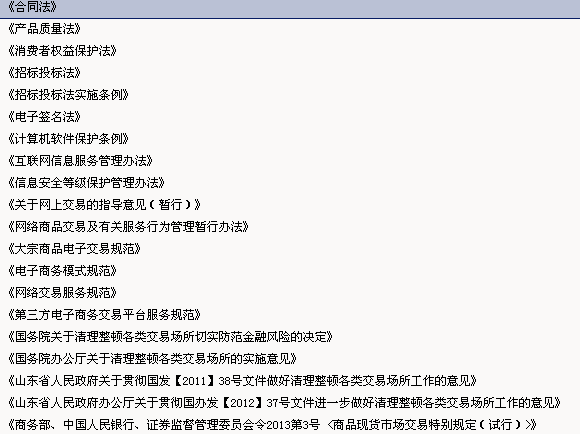 《合同法》
《产品质量法》
《消费者权益保护法》
《招标投标法》
《招标投标法实施条例》
《电子签名法》
《计算机软件保护条例》
《互联网信息服务管理办法》
《信息安全等级保护管理办法》
《关于网上交易的指导意见（暂行）》
《网络商品交易及有关服务行为管理暂行办法》
《大宗商品电子交易规范》
《电子商务模式规范》
《网络交易服务规范》
《第三方电子商务交易平台服务规范》
《国务院关于清理整顿各类交易场所切实防范金融风险的决定》
《国务院办公厅关于清理整顿各类交易场所的实施意见》
《山东省人民政府关于贯彻国发【2011】38号文件做好清理整顿各类交易场所工作的意见》
《山东省人民政府办公厅关于贯彻国办发【2012】37号文件进一步做好清理整顿各类交易场所工作的意见》
《商务部、中国人民银行、证券监督管理委员会令2013第3号〈商品现货市场交易特别规定（试行）〉》